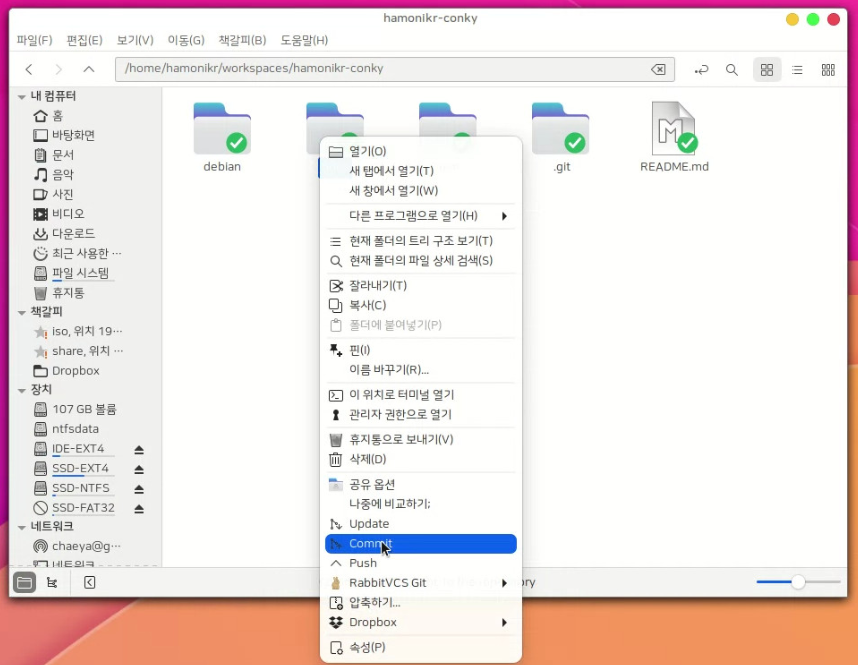 hamonikr-conky
파일(F) 편집(E) 보기(V) 이동(G) 책갈피(B) 도움말(H)
/home/hamonikr/workspaces/hamonikr-conky
내 컴퓨터
홈
바탕화면
문서
음악
사진
비디오
다운로드
최근 사용한 ···
파일 시스템
휴지통
책갈피
iso, 위치 19···
share, 위치 ···
Dropbox
장치
107 GB 볼륨
ntfsdata
IDE-EXT4
SSD-EXT4
SSD-NTFS
SSD-FAT32
네트워크
chaeya@g···
네트워크
debian
.git
README.md
열기(O)
새 탭에서 열기(T)
새 창에서 열기(W)
다른 프로그램으로 열기(H)
현재 폴더의 트리 구조 보기(T)
현재 폴더의 파일 상세 검색(S)
잘라내기(T)
복사(C)
폴더에 붙여넣기(P)
핀(I)
이름 바꾸기(R)...
이 위치로 터미널 열기
관리자 권한으로 열기
휴지통으로 보내기(V)
삭제(D)
공유 옵션
나중에 비교하기;
Update
Commit
Push
RabbitVCS Git
압축하기...
Dropbox
속성(P)